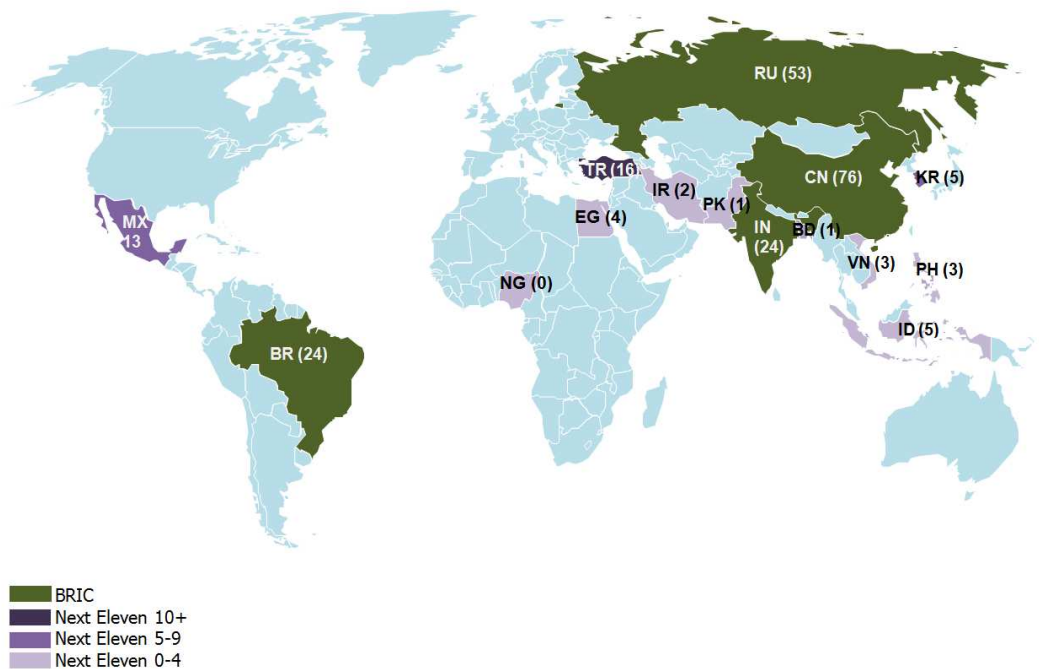 RU (53)
TR (16)
CN (76)
KR (5)
IR (2)
PK (1)
MX
13
EG (4)
IN
(24)
BD (1)
VN (3)
PH (3)
NG (0)
ID (5)
BR (24)
BRIC
Next Eleven 10+
Next Eleven 5-9
Next Eleven 0-4